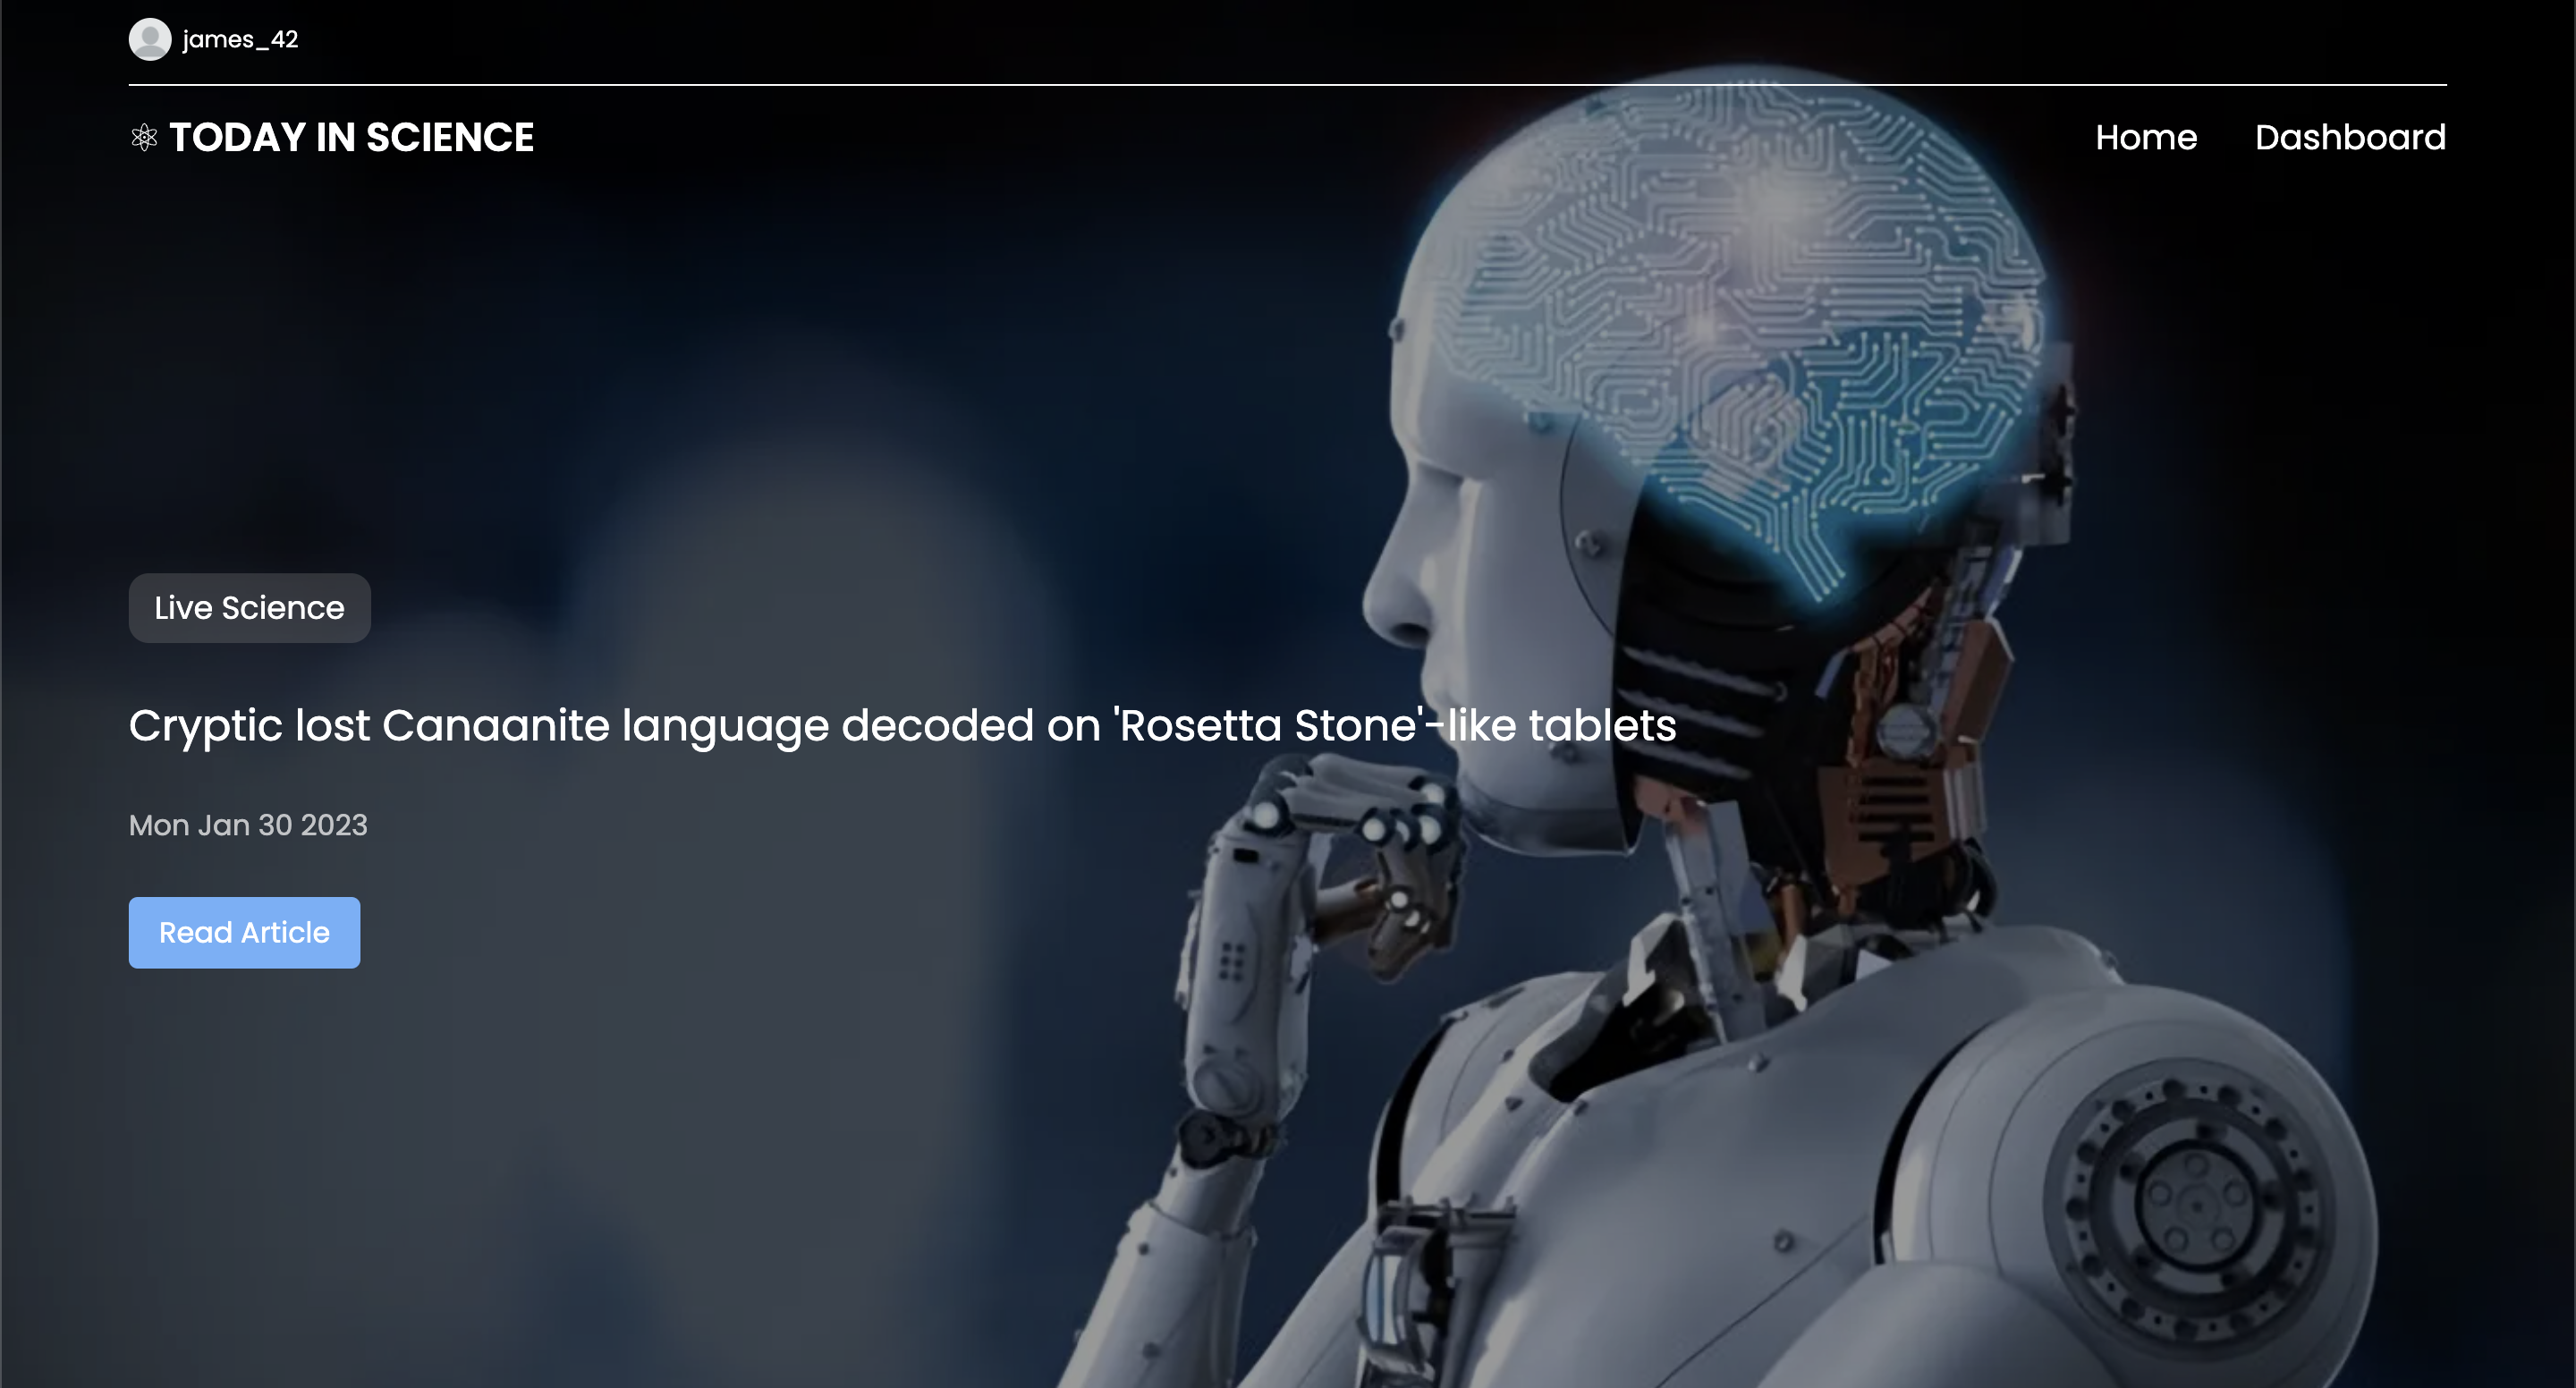 james_42
TODAY IN SCIENCE
Home
Dashboard
Live Science
Cryptic lost Canaanite language decoded on 'Rosetta Stone'-like tablets
Mon Jan 30 2023
Read Article